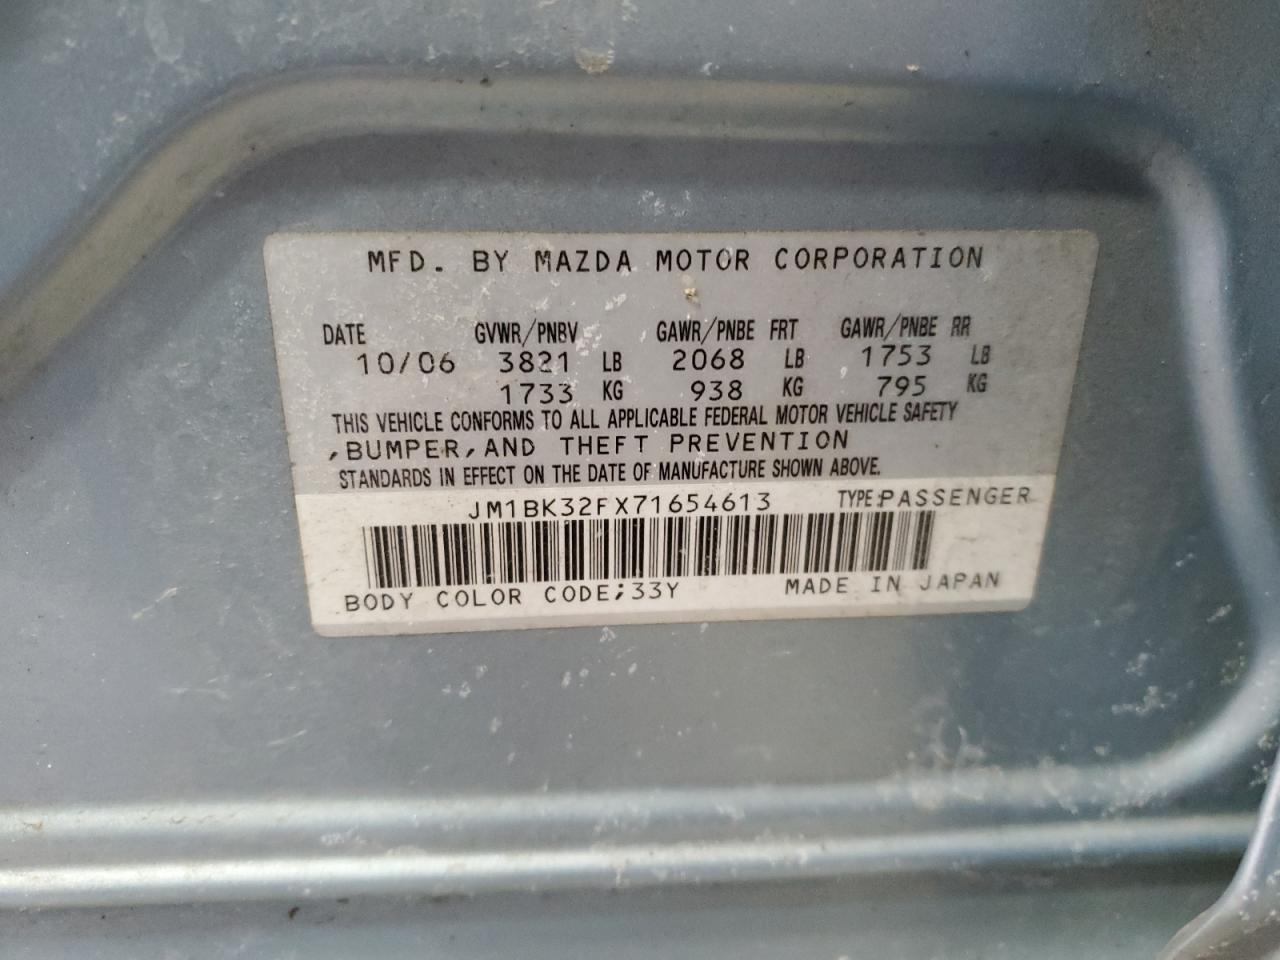 MFD. BY MAZDA MOTOR CORPORATION
DATE GVWR/PNBV GAWR/PNBE FRT GAWR/PNBE RR
10/06 3821 LB 2068 LB 1753 LB
1733 KG 938 KG 795 KG
THIS VEHICLE CONFORMS TO ALL APPLICABLE FEDERAL MOTOR VEHICLE SAFETY
,BUMPER,AND THEFT PREVENTION
STANDARDS IN EFFECT ON THE DATE OF MANUFACTURE SHOWN ABOVE.
JM1BK32FX71654613 TYPE:PASSENGER
BODY COLOR CODE;33Y MADE IN JAPAN